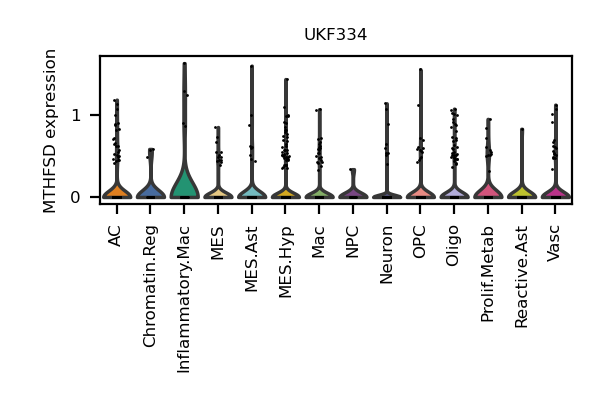 UKF334
MTHFSD expression
1
0
AC
Chromatin.Reg
Inflammatory.Mac
MES
MES.Ast
MES.Hyp
Mac
NPC
Neuron
OPC
Oligo
Prolif.Metab
Reactive.Ast
Vasc